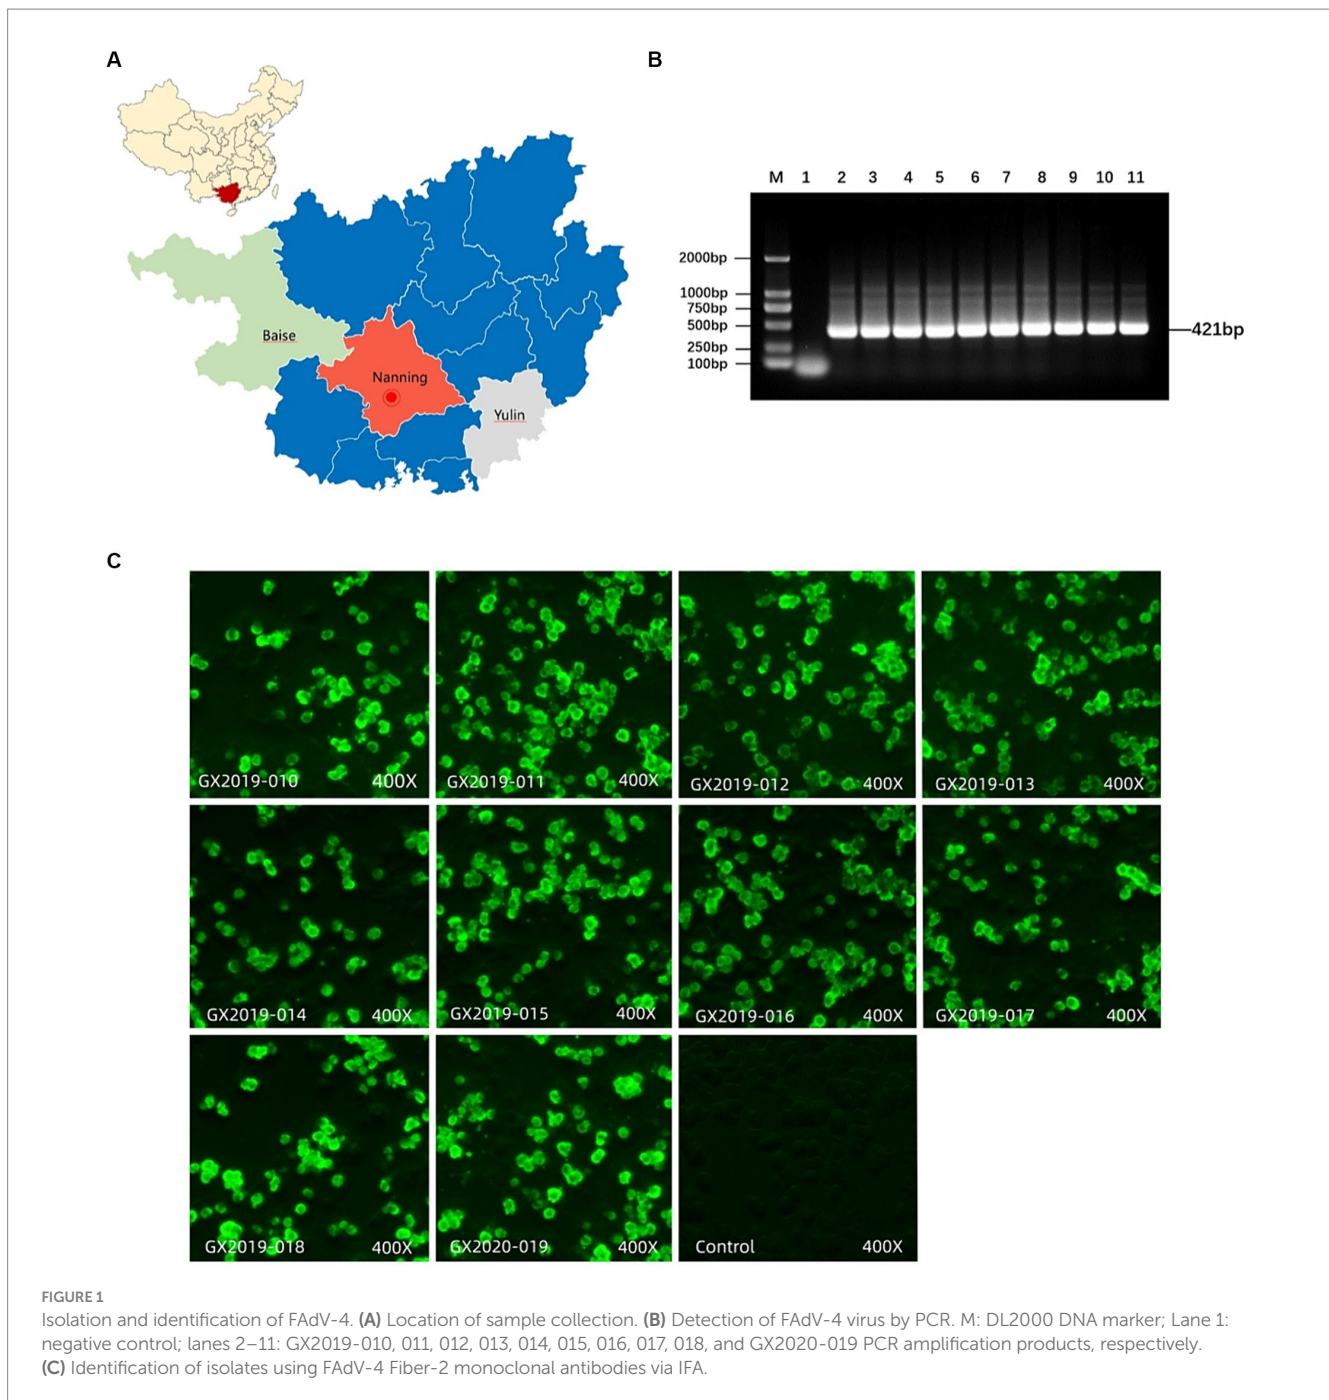 A
Baise
Nanning
Yulin
B
M 1 2 3 4 5 6 7 8 9 10 11
2000bp
1000bp
750bp
500bp
250bp
100bp
421bp
C
GX2019-010 400X
GX2019-011 400X
GX2019-012 400X
GX2019-013 400X
GX2019-014 400X
GX2019-015 400X
GX2019-016 400X
GX2019-017 400X
GX2019-018 400X
GX2020-019 400X
Control 400X
FIGURE 1
Isolation and identification of FAdV-4. (A) Location of sample collection. (B) Detection of FAdV-4 virus by PCR. M: DL2000 DNA marker; Lane 1:
negative control; lanes 2–11: GX2019-010, 011, 012, 013, 014, 015, 016, 017, 018, and GX2020-019 PCR amplification products, respectively.
(C) Identification of isolates using FAdV-4 Fiber-2 monoclonal antibodies via IFA.